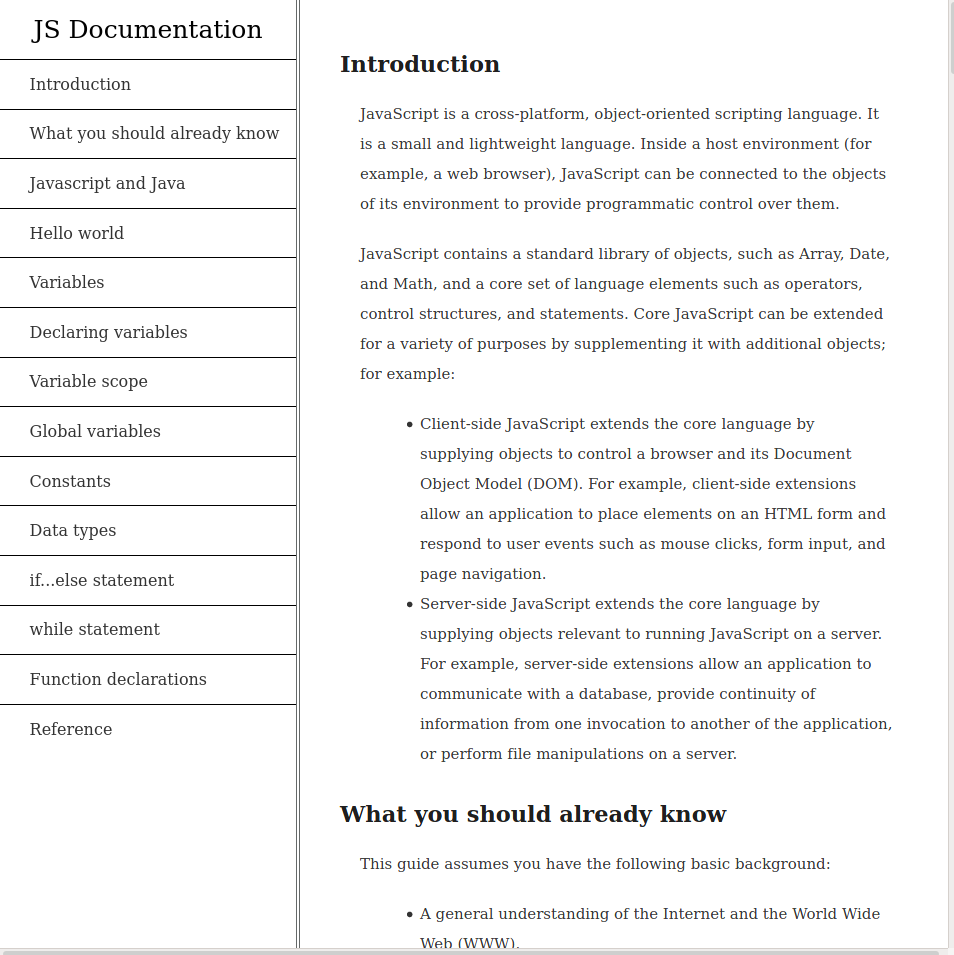 JS Documentation
Introduction
What you should already know
Javascript and Java
Hello world
Variables
Declaring variables
Variable scope
Global variables
Constants
Data types
if...else statement
while statement
Function declarations
Reference
Introduction
JavaScript is a cross-platform, object-oriented scripting language. It
is a small and lightweight language. Inside a host environment (for
example, a web browser), JavaScript can be connected to the objects
of its environment to provide programmatic control over them.
JavaScript contains a standard library of objects, such as Array, Date,
and Math, and a core set of language elements such as operators,
control structures, and statements. Core JavaScript can be extended
for a variety of purposes by supplementing it with additional objects;
for example:
• Client-side JavaScript extends the core language by
supplying objects to control a browser and its Document
Object Model (DOM). For example, client-side extensions
allow an application to place elements on an HTML form and
respond to user events such as mouse clicks, form input, and
page navigation.
• Server-side JavaScript extends the core language by
supplying objects relevant to running JavaScript on a server.
For example, server-side extensions allow an application to
communicate with a database, provide continuity of
information from one invocation to another of the application,
or perform file manipulations on a server.
What you should already know
This guide assumes you have the following basic background:
• A general understanding of the Internet and the World Wide
Web (WWW).